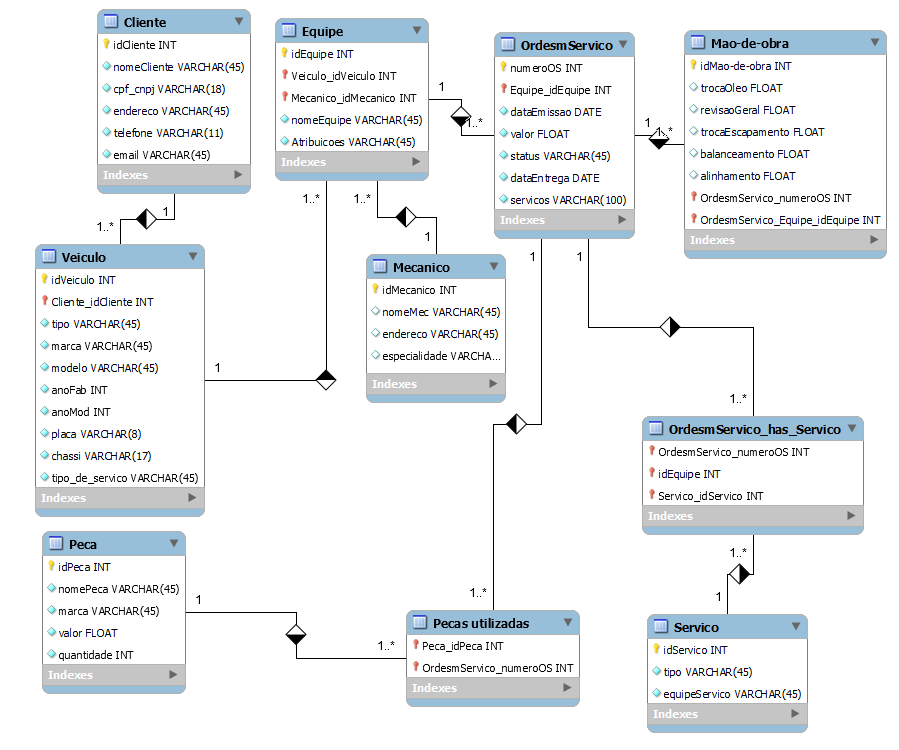 Cliente
idCliente INT
nomeCliente VARCHAR(45)
cpf_cnpj VARCHAR(18)
endereco VARCHAR(45)
telefone VARCHAR(11)
email VARCHAR(45)
Indexes
Equipe
idEquipe INT
Veiculo_idVeiculo INT
Mecanico_idMecanico INT
nomeEquipe VARCHAR(45)
Atribuicoes VARCHAR(45)
Indexes
OrdesmServico
numeroOS INT
Equipe_idEquipe INT
dataEmissao DATE
valor FLOAT
status VARCHAR(45)
dataEntrega DATE
servicos VARCHAR(100)
Indexes
Mao-de-obra
idMao-de-obra INT
trocaOleo FLOAT
revisaoGeral FLOAT
trocaEscapamento FLOAT
balanceamento FLOAT
alinhamento FLOAT
OrdesmServico_numeroOS INT
OrdesmServico_Equipe_idEquipe INT
Indexes
1
1..*
1
1..*
1
1..*
1..*
1..*
1
1
1
1
Veiculo
idVeiculo INT
Cliente_idCliente INT
tipo VARCHAR(45)
marca VARCHAR(45)
modelo VARCHAR(45)
anoFab INT
anoMod INT
placa VARCHAR(8)
chassi VARCHAR(17)
tipo_de_servico VARCHAR(45)
Indexes
Mecanico
idMecanico INT
nomeMec VARCHAR(45)
endereco VARCHAR(45)
especialidade VARCHA...
Indexes
1
1..*
OrdesmServico_has_Servico
OrdesmServico_numeroOS INT
idEquipe INT
Servico_idServico INT
Indexes
1..*
1
Peca
idPeca INT
nomePeca VARCHAR(45)
marca VARCHAR(45)
valor FLOAT
quantidade INT
Indexes
1
1..*
1..*
Pecas utilizadas
Peca_idPeca INT
OrdesmServico_numeroOS INT
Indexes
Servico
idServico INT
tipo VARCHAR(45)
equipeServico VARCHAR(45)
Indexes